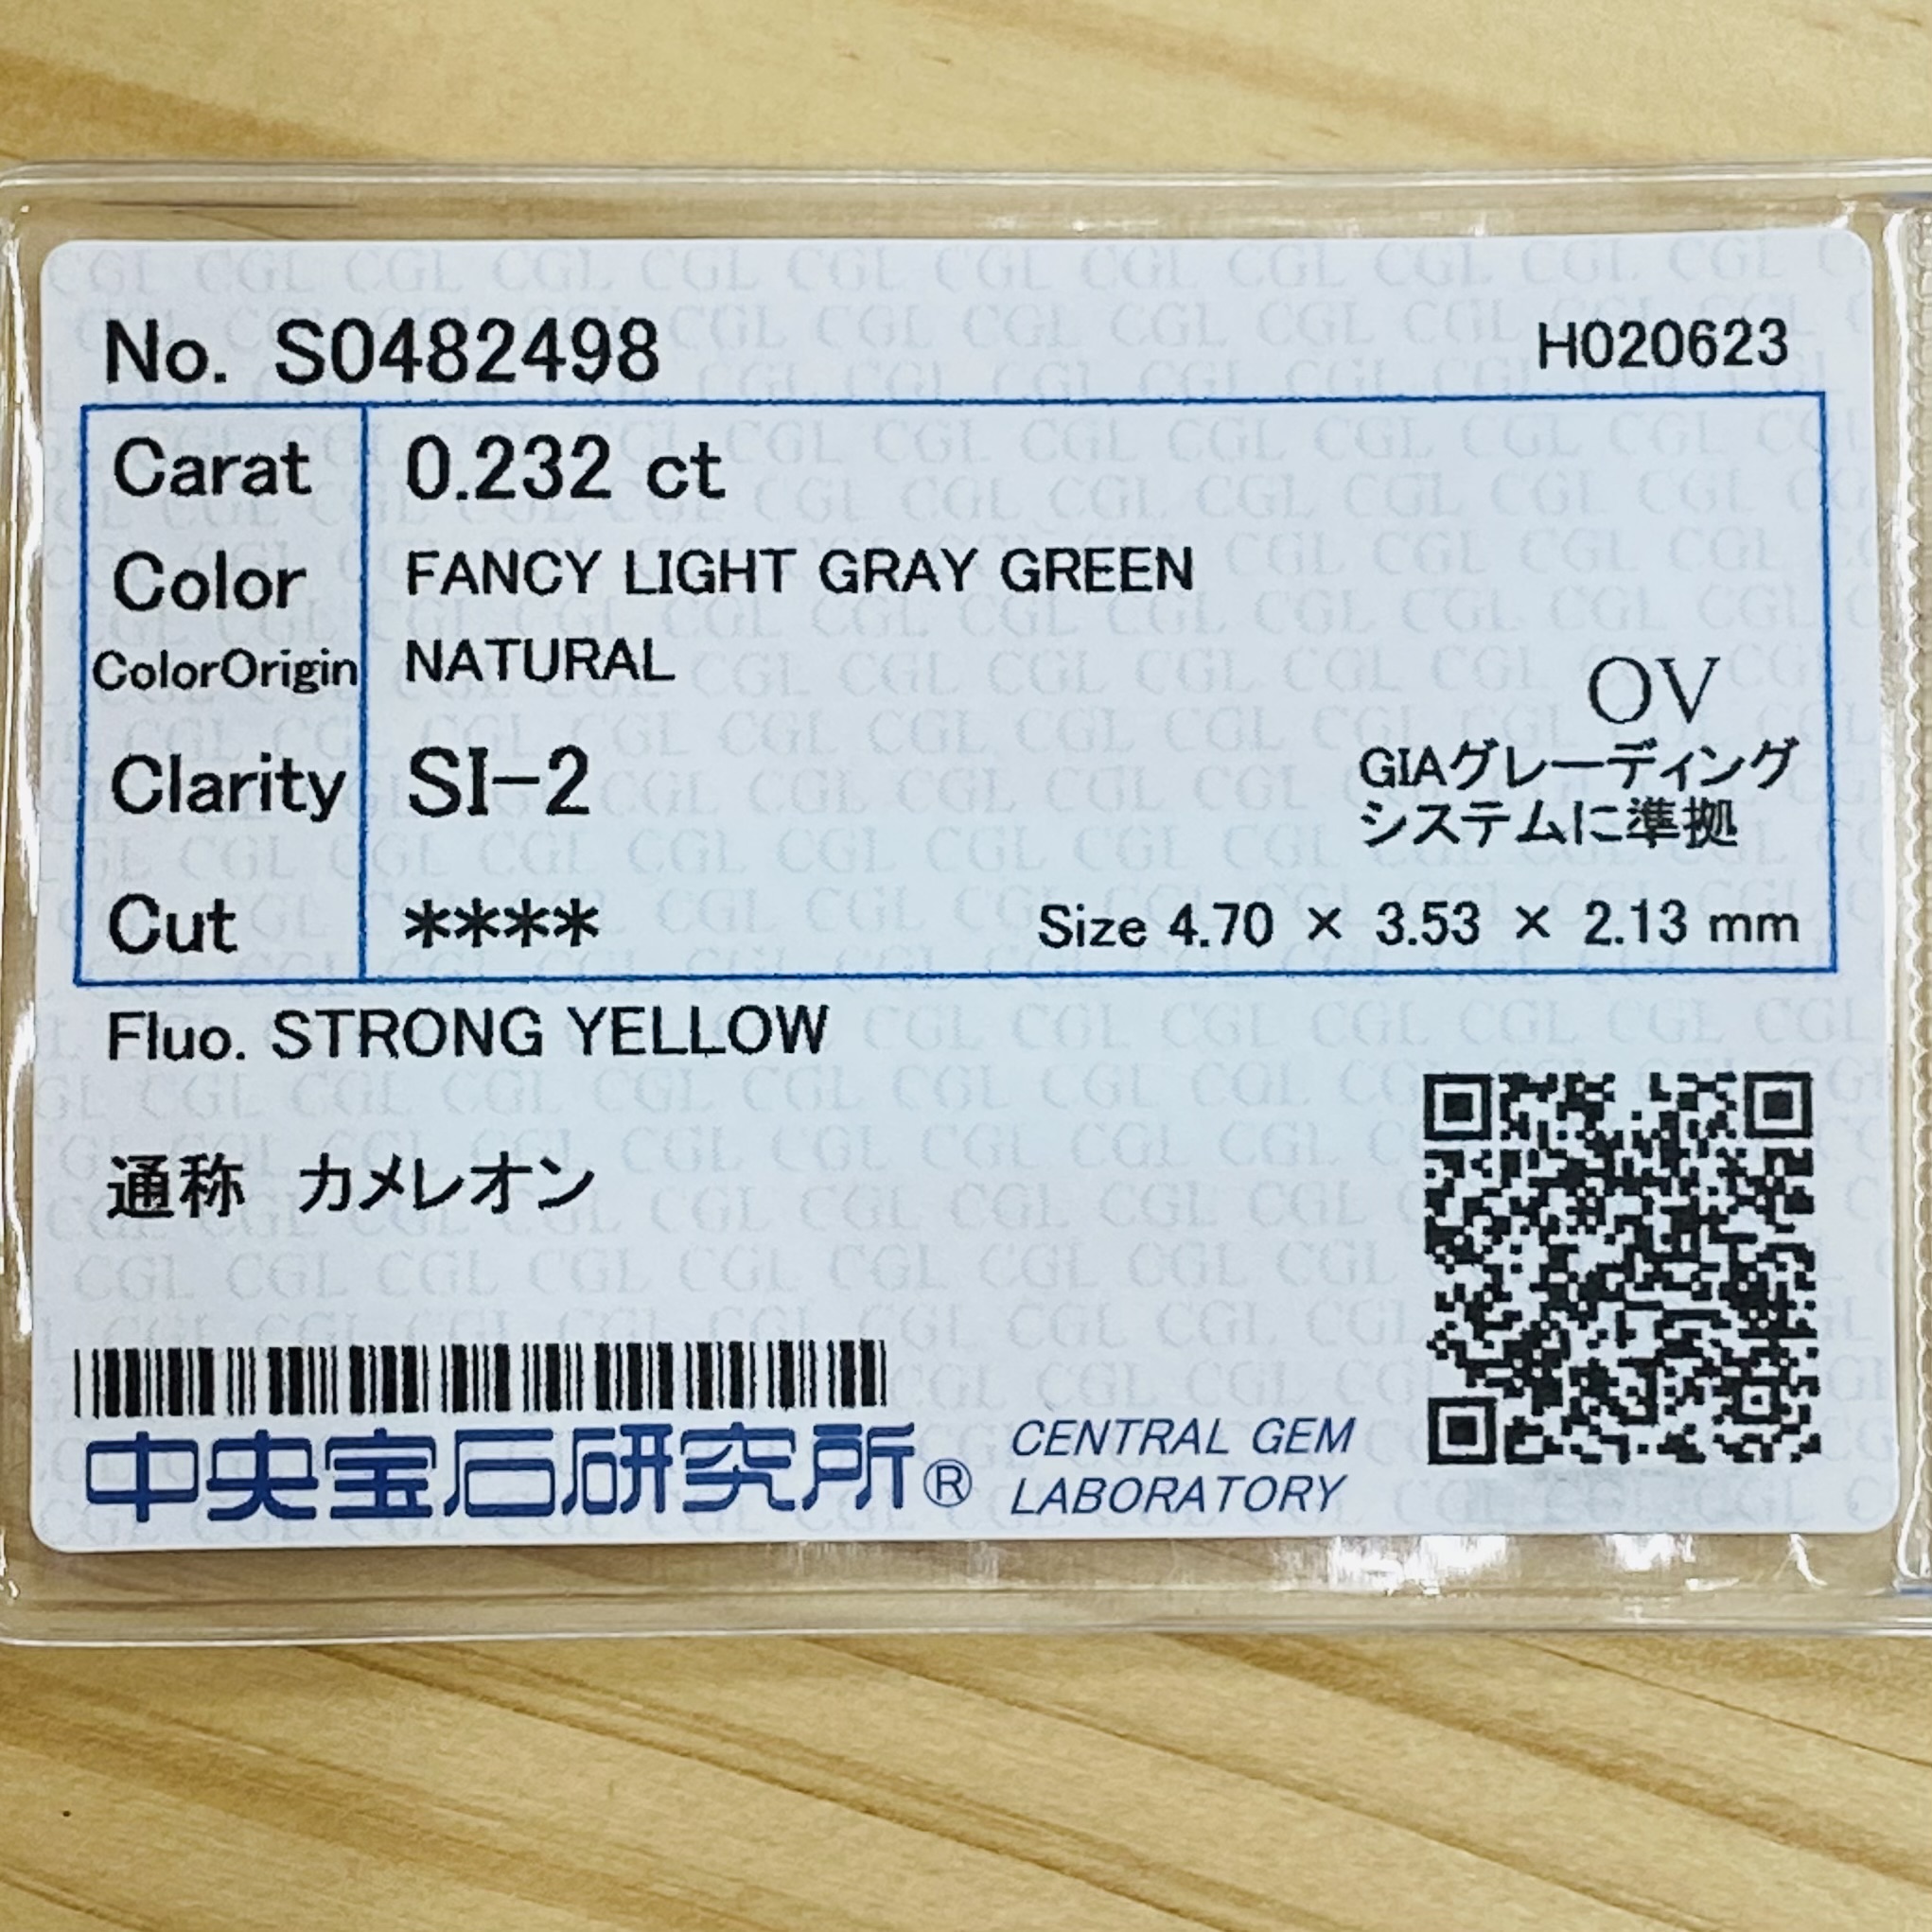 No. S0482498 H020623
Carat 0.232 ct
Color FANCY LIGHT GRAY GREEN
ColorOrigin NATURAL
OV
Clarity SI-2
GIAグレーディング
システムに準拠
Cut **** Size 4.70 × 3.53 × 2.13 mm
Fluo. STRONG YELLOW
通称 カメレオン
中央宝石研究所® CENTRAL GEM
LABORATORY